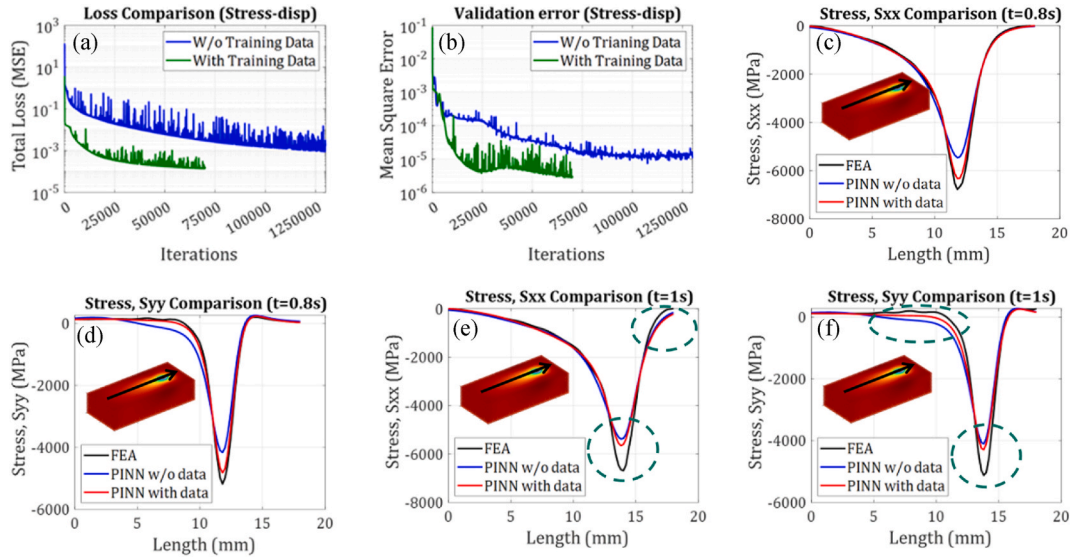 Loss Comparison (Stress-disp)
(a)
W/o Training Data
With Training Data
Total Loss (MSE)
10^3
10^1
10^-1
10^-3
10^-5
0
25000
50000
75000
100000
1250000
Iterations
Validation error (Stress-disp)
(b)
W/o Trianing Data
With Training Data
Mean Square Error
10^-1
10^-2
10^-3
10^-4
10^-5
10^-6
0
25000
50000
75000
100000
1250000
Iterations
Stress, Sxx Comparison (t=0.8s)
(c)
Stress, Sxx (MPa)
0
-2000
-4000
-6000
-8000
FEA
PINN w/o data
PINN with data
0 5 10 15 20
Length (mm)
Stress, Syy Comparison (t=0.8s)
(d)
Stress, Syy (MPa)
0
-2000
-4000
-6000
FEA
PINN w/o data
PINN with data
0 5 10 15 20
Length (mm)
Stress, Sxx Comparison (t=1s)
(e)
Stress, Sxx (MPa)
0
-2000
-4000
-6000
-8000
FEA
PINN w/o data
PINN with data
0 5 10 15 20
Length (mm)
Stress, Syy Comparison (t=1s)
(f)
Stress, Syy (MPa)
0
-2000
-4000
-6000
FEA
PINN w/o data
PINN with data
0 5 10 15 20
Length (mm)